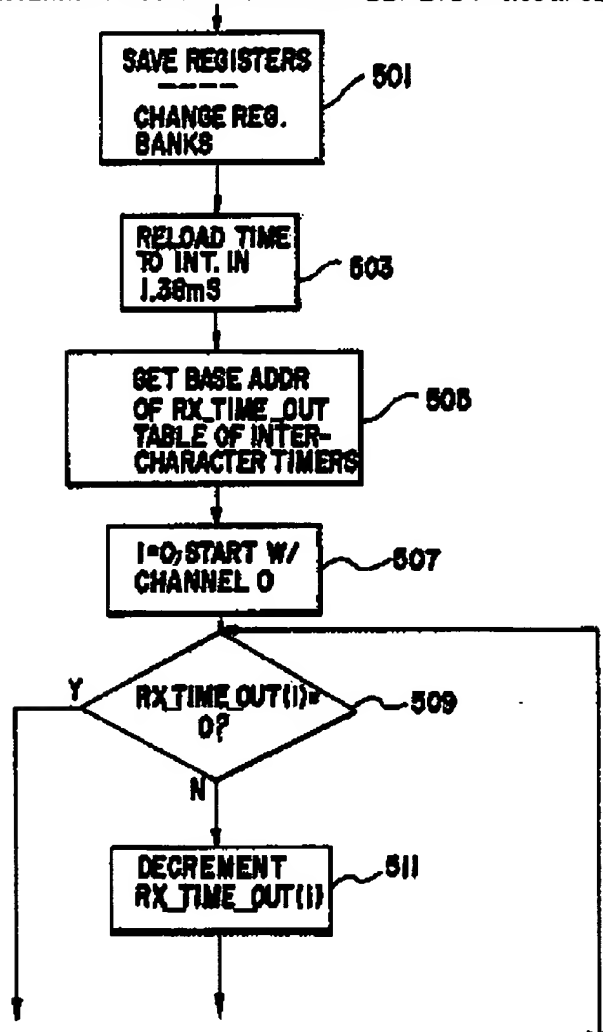 SAVE REGISTERS
----
CHANGE REG.
BANKS
501
RELOAD TIME
TO INT. IN
1.38mS
503
GET BASE ADDR
OF RX_TIME_OUT
TABLE OF INTER-
CHARACTER TIMERS
505
I=0, START W/
CHANNEL 0
507
Y
RX_TIME_OUT(I)=
0?
509
N
DECREMENT
RX_TIME_OUT(I)
511